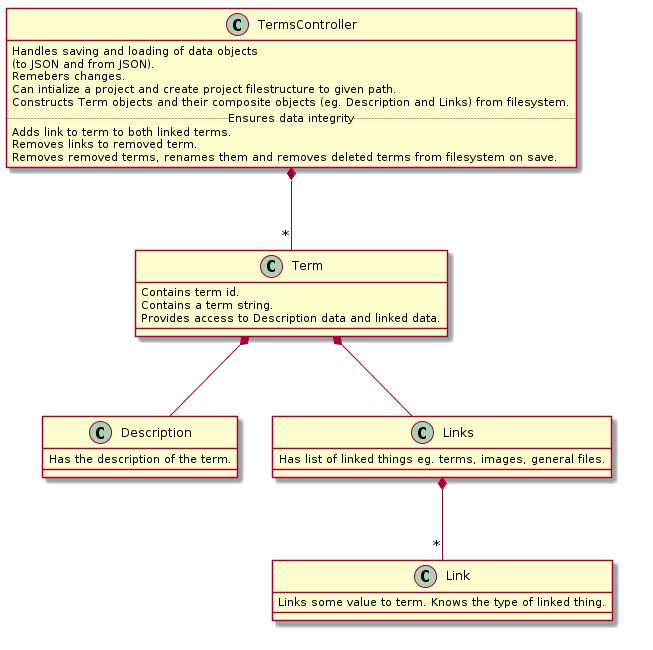 C TermsController
Handles saving and loading of data objects
(to JSON and from JSON).
Remebers changes.
Can intialize a project and create project filestructure to given path.
Constructs Term objects and their composite objects (eg. Description and Links) from filesystem.
Ensures data integrity
Adds link to term to both linked terms.
Removes links to removed term.
Removes removed terms, renames them and removes deleted terms from filesystem on save.
*
C Term
Contains term id.
Contains a term string.
Provides access to Description data and linked data.
C Description
Has the description of the term.
C Links
Has list of linked things eg. terms, images, general files.
*
C Link
Links some value to term. Knows the type of linked thing.